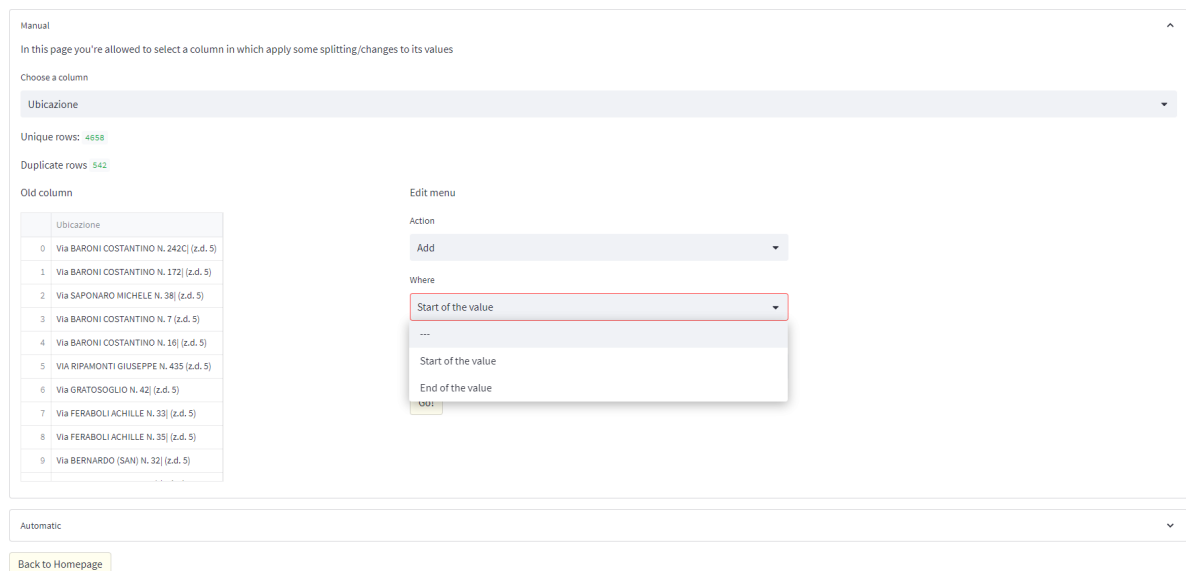 Manual
In this page you're allowed to select a column in which apply some splitting/changes to its values
Choose a column
Ubicazione
Unique rows: 4658
Duplicate rows 542
Old column
Ubicazione
0 Via BARONI COSTANTINO N. 242C| (z.d. 5)
1 Via BARONI COSTANTINO N. 172| (z.d. 5)
2 Via SAPONARO MICHELE N. 38| (z.d. 5)
3 Via BARONI COSTANTINO N. 7 (z.d. 5)
4 Via BARONI COSTANTINO N. 16| (z.d. 5)
5 VIA RIPAMONTI GIUSEPPE N. 435 (z.d. 5)
6 Via GRATOSOGLIO N. 42| (z.d. 5)
7 Via FERABOLI ACHILLE N. 33| (z.d. 5)
8 Via FERABOLI ACHILLE N. 35| (z.d. 5)
9 Via BERNARDO (SAN) N. 32| (z.d. 5)
Edit menu
Action
Add
Where
Start of the value
---
Start of the value
End of the value
Go!
Automatic
Back to Homepage